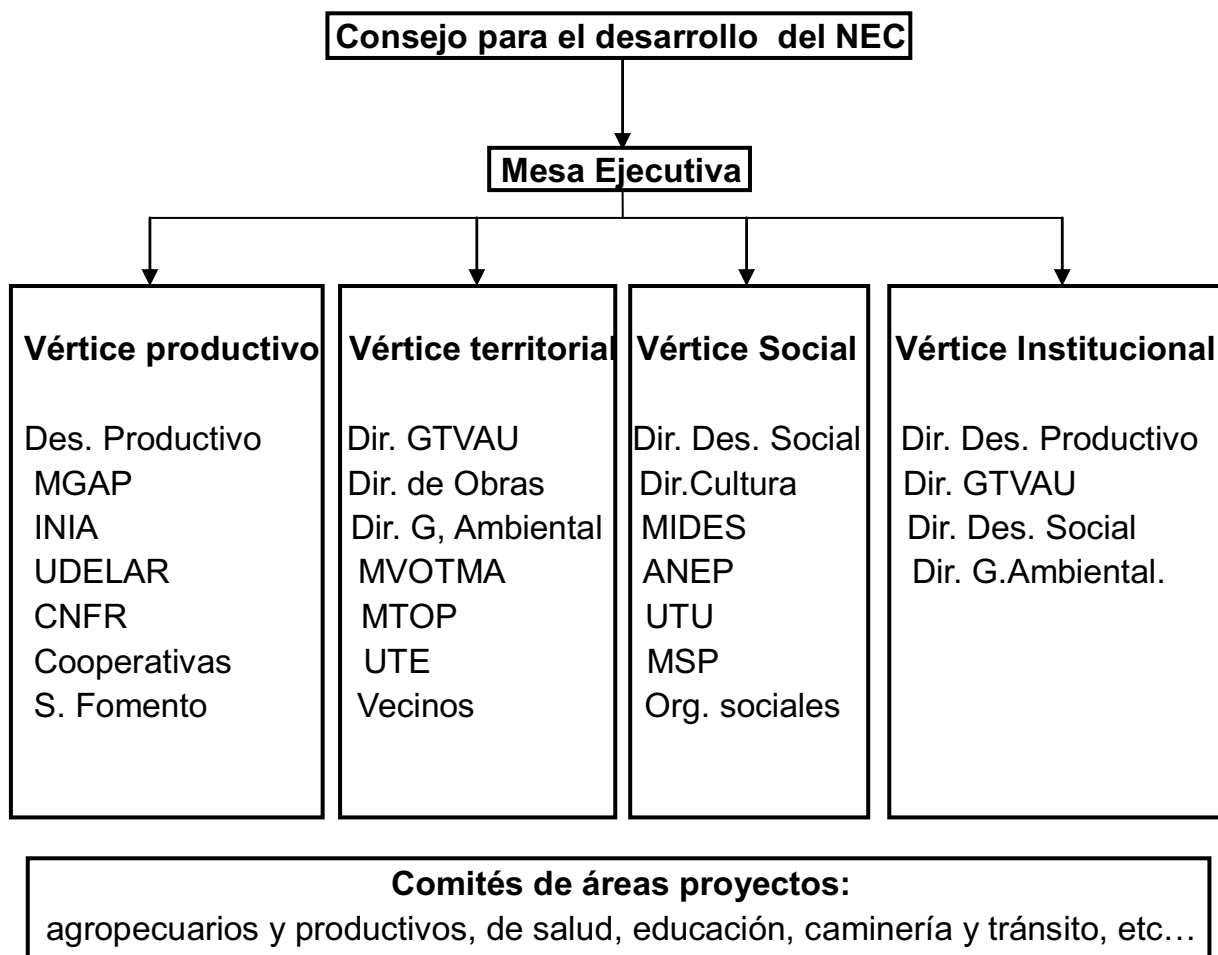 Consejo para el desarrollo del NEC
Mesa Ejecutiva
Vértice productivo
Des. Productivo
MGAP
INIA
UDELAR
CNFR
Cooperativas
S. Fomento
Vértice territorial
Dir. GTVAU
Dir. de Obras
Dir. G, Ambiental
MVOTMA
MTOP
UTE
Vecinos
Vértice Social
Dir. Des. Social
Dir.Cultura
MIDES
ANEP
UTU
MSP
Org. sociales
Vértice Institucional
Dir. Des. Productivo
Dir. GTVAU
Dir. Des. Social
Dir. G.Ambiental.
Comités de áreas proyectos:
agropecuarios y productivos, de salud, educación, caminería y tránsito, etc…